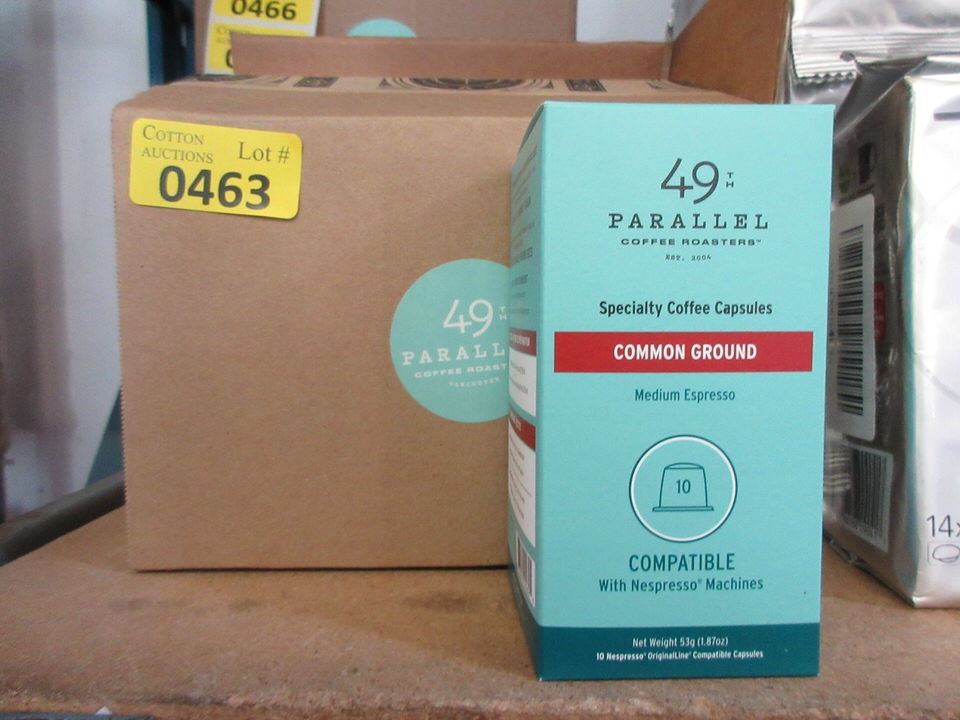 0466
COTTON
AUCTIONS
Lot #
0463
49TH
PARALL
COFFEE ROAST
49TH
PARALLEL
COFFEE ROASTERS™
EST. 2004
Specialty Coffee Capsules
COMMON GROUND
Medium Espresso
10
COMPATIBLE
With Nespresso® Machines
Net Weight 53g (1.87oz)
10 Nespresso® OriginalLine® Compatible Capsules
14x